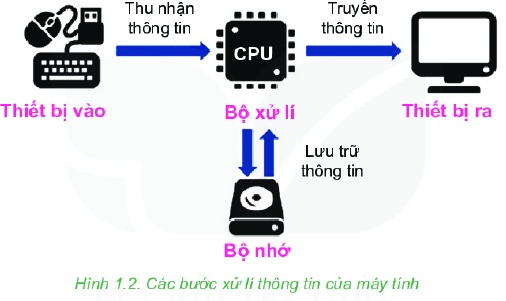 Thu nhận
thông tin
Truyền
thông tin
CPU
Thiết bị vào
Bộ xử lí
Thiết bị ra
Lưu trữ
thông tin
Bộ nhớ
Hình 1.2. Các bước xử lí thông tin của máy tính